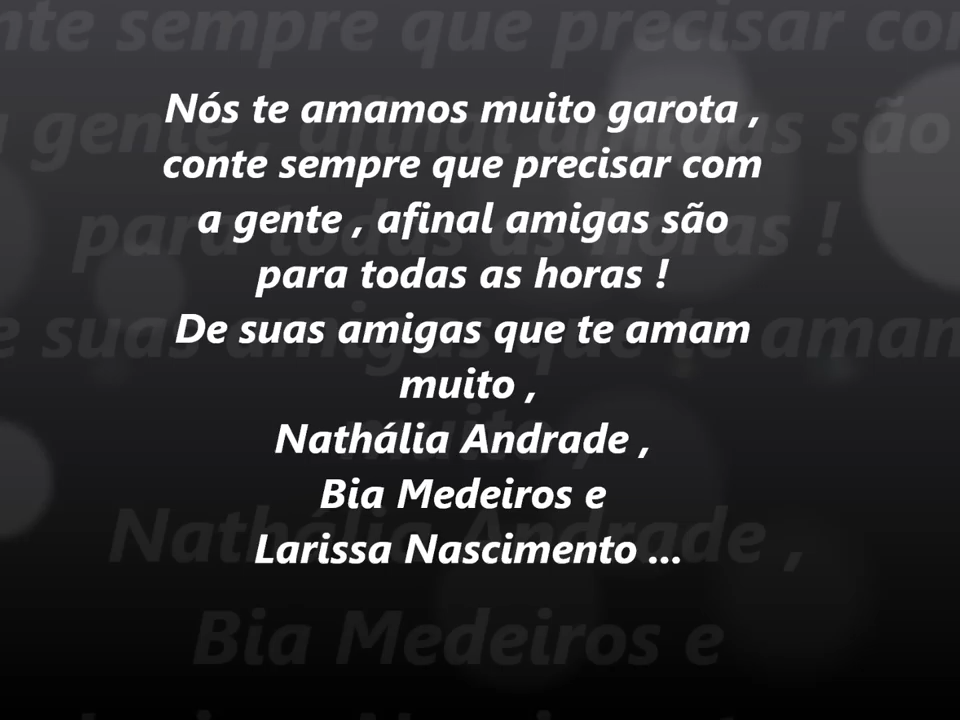 Nós te amamos muito garota ,
conte sempre que precisar com
a gente , afinal amigas são
para todas as horas !
De suas amigas que te amam
muito ,
Nathália Andrade ,
Bia Medeiros e
Larissa Nascimento ...